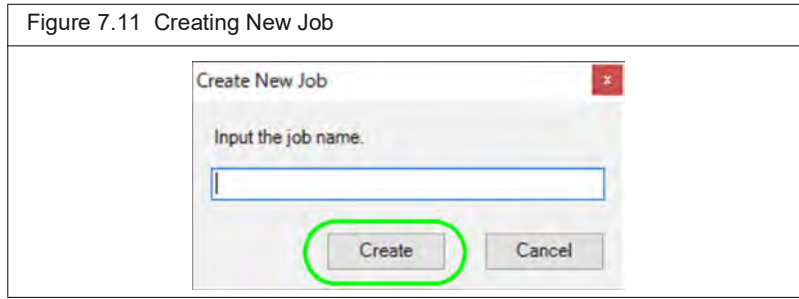 Figure 7.11 Creating New Job
Create New Job
x
Input the job name.
Create
Cancel